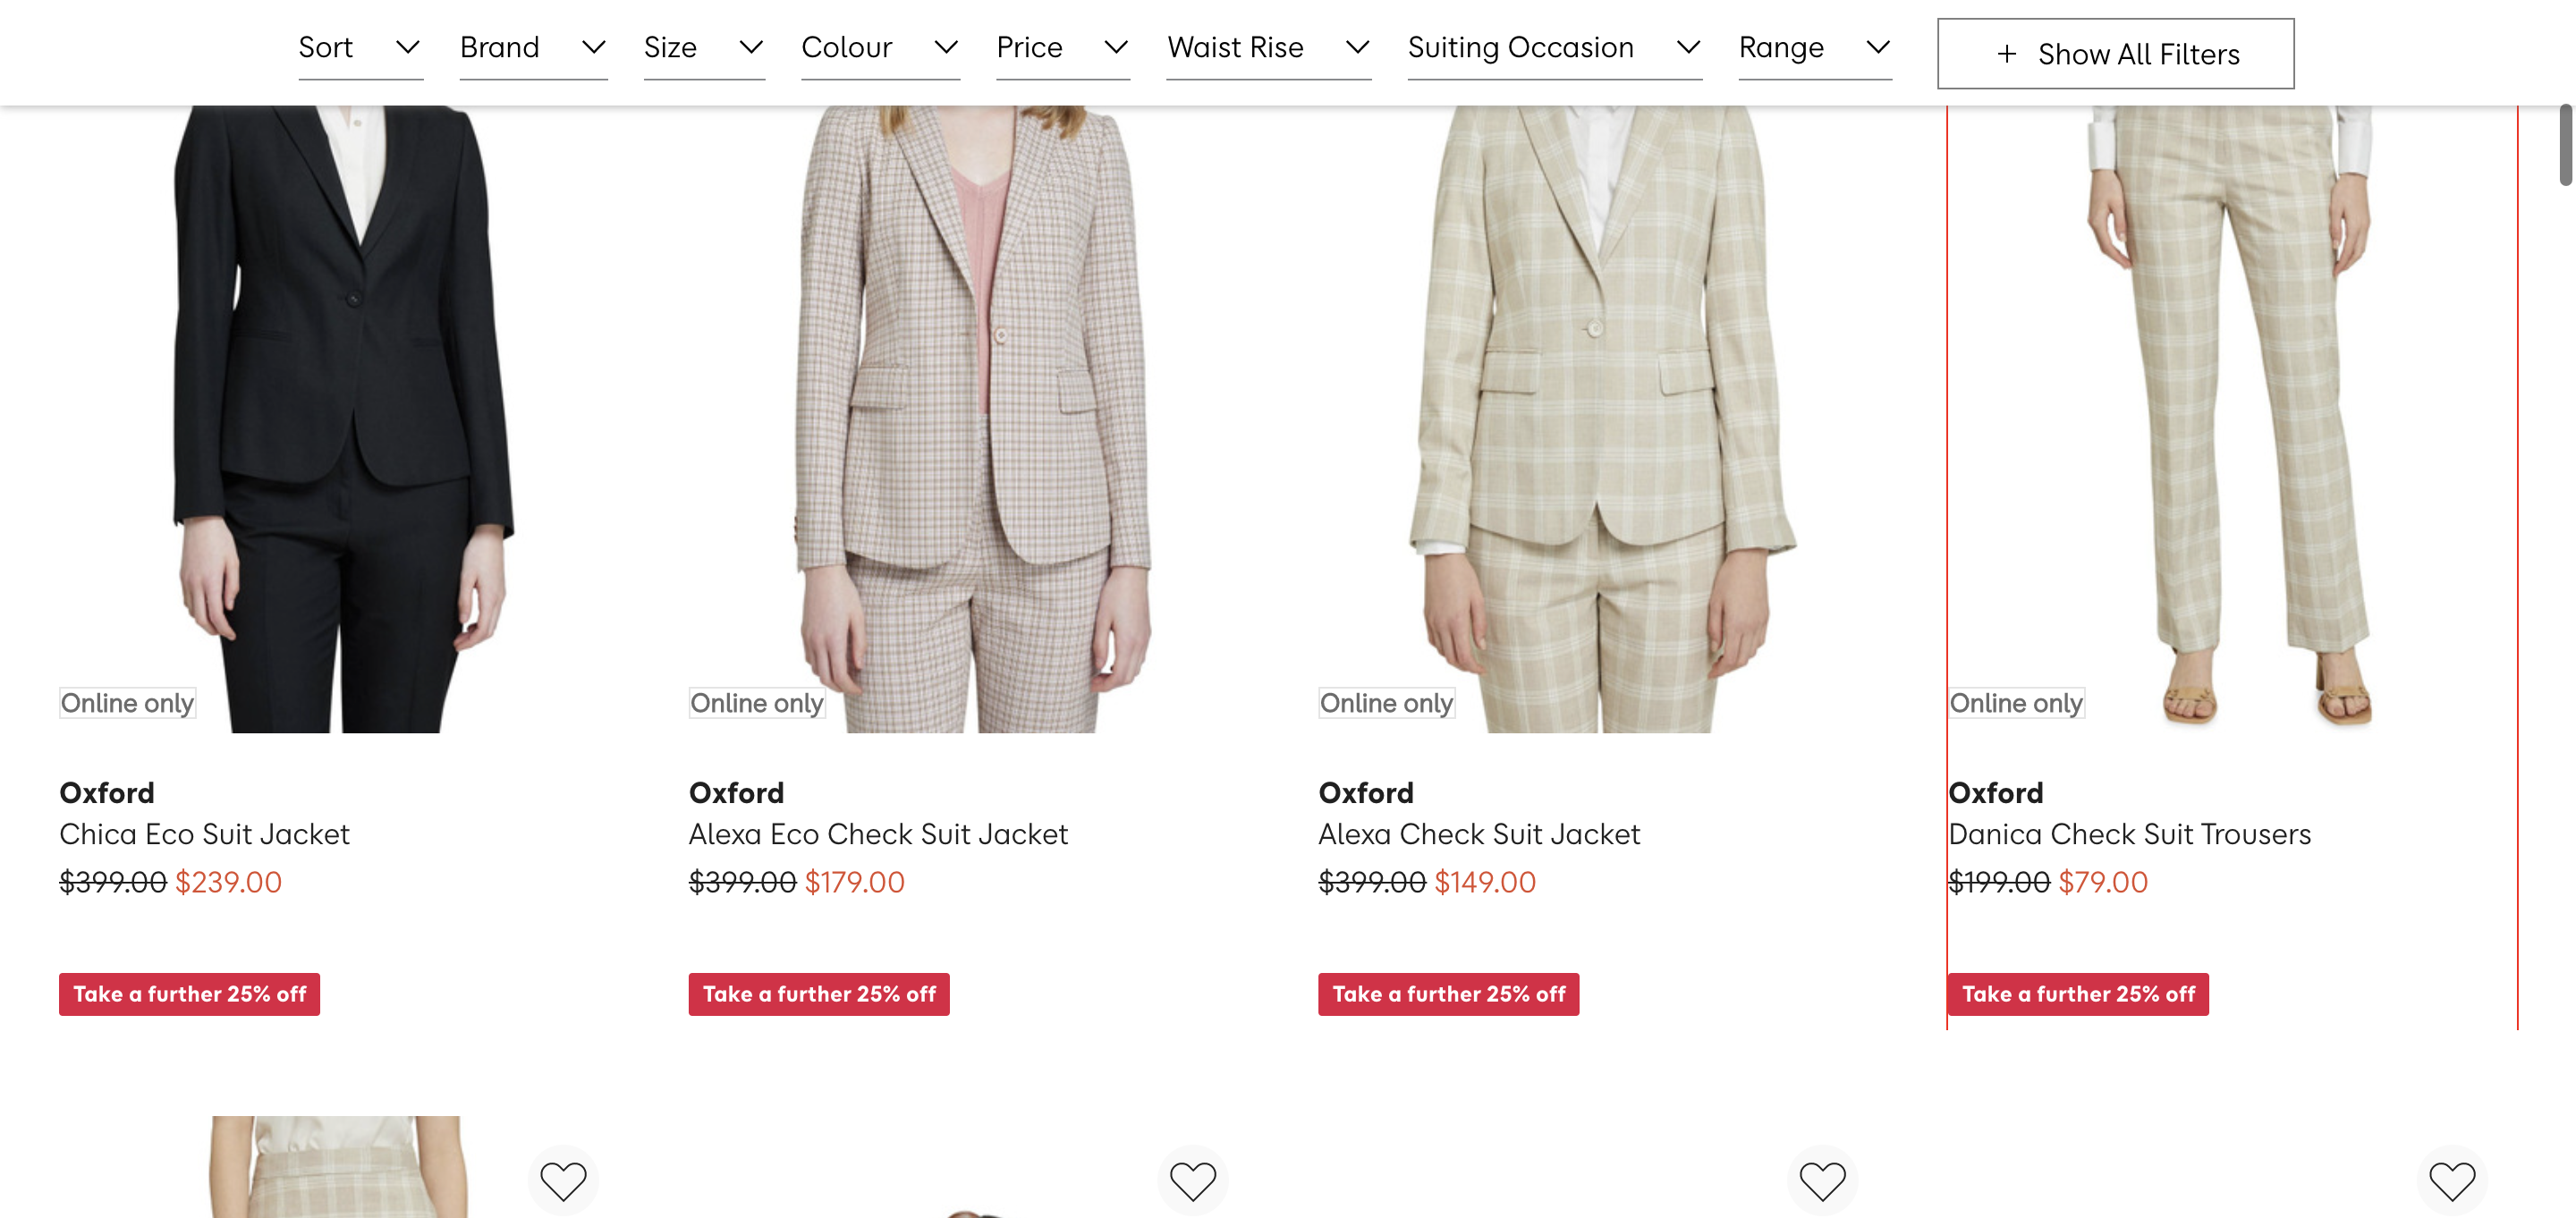 Sort
Brand
Size
Colour
Price
Waist Rise
Suiting Occasion
Range
+ Show All Filters
Online only
Online only
Online only
Online only
Oxford
Chica Eco Suit Jacket
$399.00 $239.00
Take a further 25% off
Oxford
Alexa Eco Check Suit Jacket
$399.00 $179.00
Take a further 25% off
Oxford
Alexa Check Suit Jacket
$399.00 $149.00
Take a further 25% off
Oxford
Danica Check Suit Trousers
$199.00 $79.00
Take a further 25% off